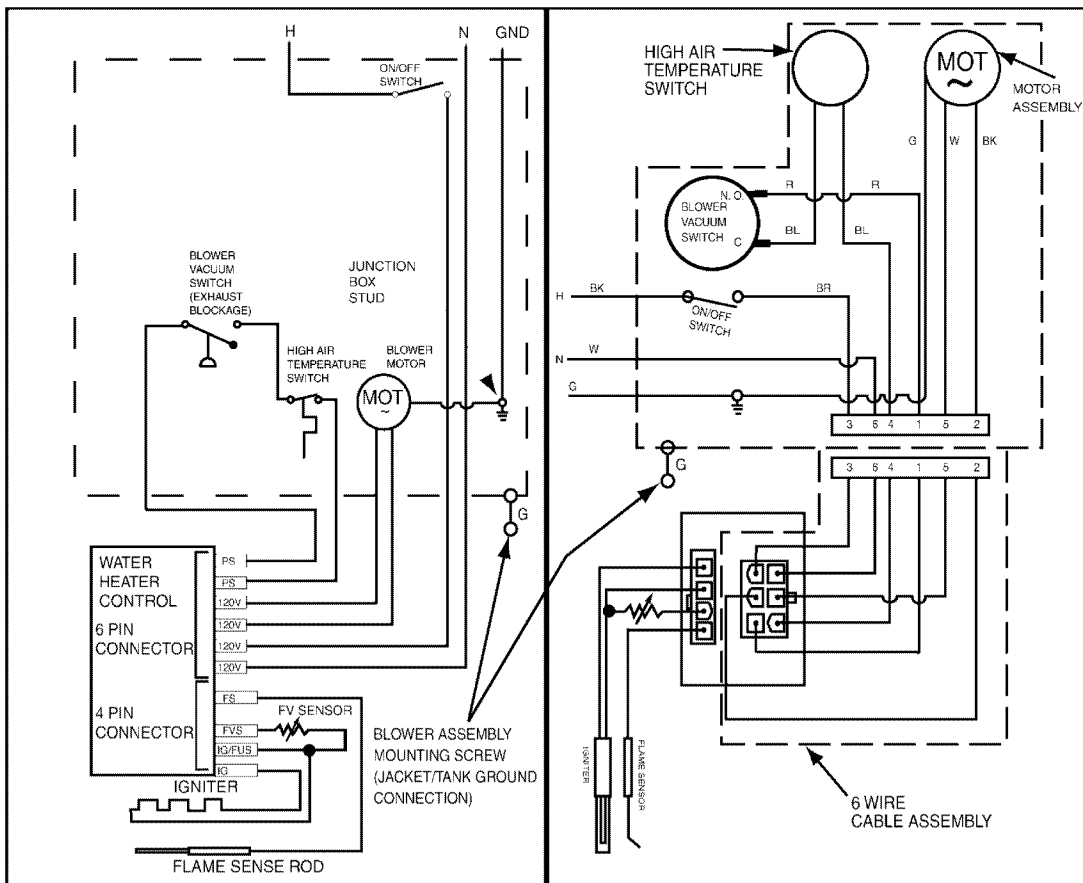 H
N
GND
ON/OFF
SWITCH
BLOWER
VACUUM
SWITCH
(EXHAUST
BLOCKAGE)
JUNCTION
BOX
STUD
HIGH AIR
TEMPERATURE
SWITCH
BLOWER
MOTOR
MOT
~
G
WATER
HEATER
CONTROL
6 PIN
CONNECTOR
4 PIN
CONNECTOR
PS
PS
120V
120V
120V
120V
FS
FVS
IG/FUS
IG
FV SENSOR
IGNITER
FLAME SENSE ROD
BLOWER ASSEMBLY
MOUNTING SCREW
(JACKET/TANK GROUND
CONNECTION)
HIGH AIR
TEMPERATURE
SWITCH
MOT
~
MOTOR
ASSEMBLY
G
W
BK
N. O.
R
R
BLOWER
VACUUM
SWITCH
C
BL
BL
H
BK
BR
ON/OFF
SWITCH
N
W
G
3 6 4 1 5 2
G
3 6 4 1 5 2
IGNITER
FLAME SENSOR
6 WIRE
CABLE ASSEMBLY